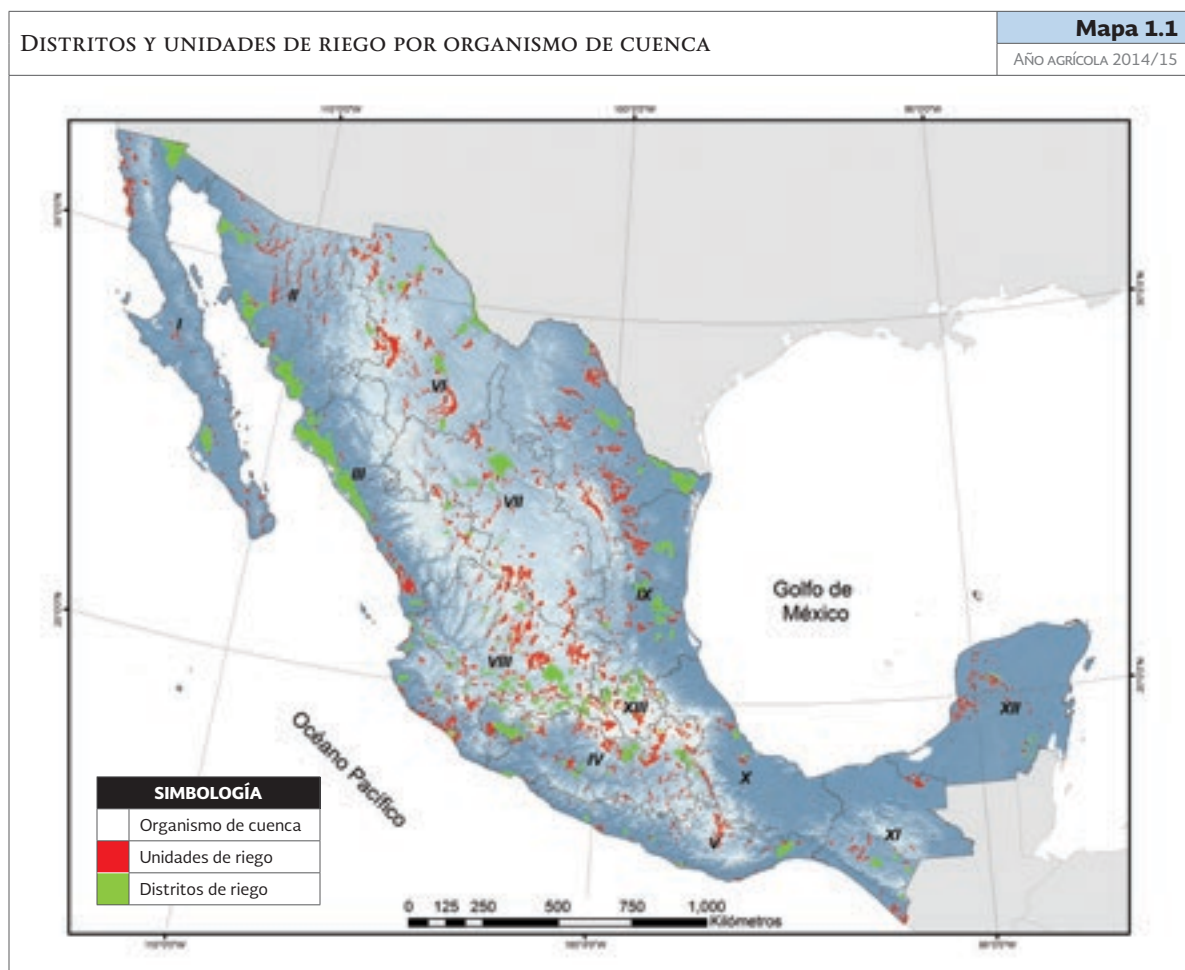 DISTRITOS Y UNIDADES DE RIEGO POR ORGANISMO DE CUENCA
Mapa 1.1
AÑO AGRÍCOLA 2014/15
II
I
VI
III
VII
IX
Golfo de
México
VIII
XIII
XII
Océano Pacífico
IV
X
XI
V
SIMBOLOGÍA
Organismo de cuenca
Unidades de riego
Distritos de riego
0 125 250 500 750 1,000
Kilómetros